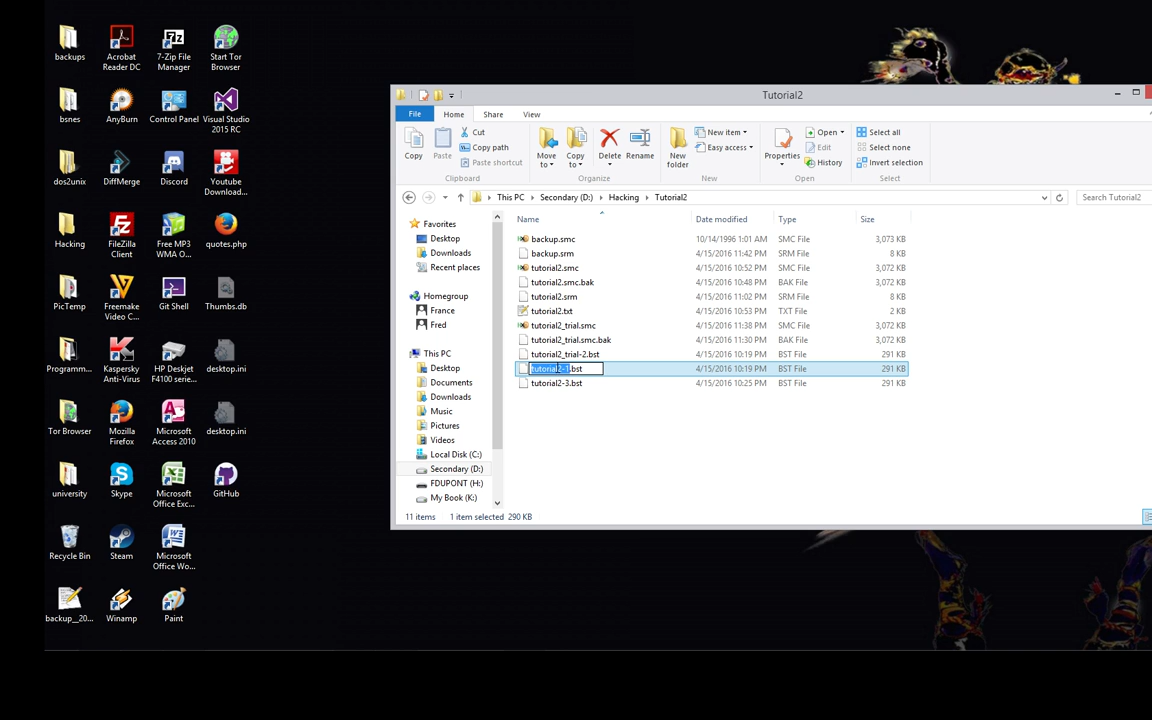 backups
Acrobat
Reader DC
7-Zip File
Manager
Start Tor
Browser
bsnes
AnyBurn
Control Panel
Visual Studio
2015 RC
dos2unix
DiffMerge
Discord
Youtube
Download...
Hacking
FileZilla
Client
Free MP3
WMA O...
quotes.php
PicTemp
Freemake
Video C...
Git Shell
Thumbs.db
Programm...
Kaspersky
Anti-Virus
HP Deskjet
F4100 serie...
desktop.ini
Tor Browser
Mozilla
Firefox
Microsoft
Access 2010
desktop.ini
university
Skype
Microsoft
Office Exc...
GitHub
Recycle Bin
Steam
Microsoft
Office Wo...
backup__20...
Winamp
Paint
Tutorial2
File Home Share View
Copy
Paste
Cut
Copy path
Paste shortcut
Clipboard
Move
to
Copy
to
Delete
Rename
Organize
New
folder
New item
Easy access
New
Properties
Open
Edit
History
Open
Select all
Select none
Invert selection
Select
This PC Secondary (D:) Hacking Tutorial2
Search Tutorial2
Favorites
Desktop
Downloads
Recent places
Homegroup
France
Fred
This PC
Desktop
Documents
Downloads
Music
Pictures
Videos
Local Disk (C:)
Secondary (D:)
FDUPONT (H:)
My Book (K:)
Name Date modified Type Size
backup.smc 10/14/1996 1:01 AM SMC File 3,073 KB
backup.srm 4/15/2016 11:42 PM SRM File 8 KB
tutorial2.smc 4/15/2016 10:52 PM SMC File 3,072 KB
tutorial2.smc.bak 4/15/2016 10:48 PM BAK File 3,072 KB
tutorial2.srm 4/15/2016 11:02 PM SRM File 8 KB
tutorial2.txt 4/15/2016 10:53 PM TXT File 2 KB
tutorial2_trial.smc 4/15/2016 11:38 PM SMC File 3,072 KB
tutorial2_trial.smc.bak 4/15/2016 11:30 PM BAK File 3,072 KB
tutorial2_trial-2.bst 4/15/2016 10:19 PM BST File 291 KB
tutorial2-1.bst 4/15/2016 10:19 PM BST File 291 KB
tutorial2-3.bst 4/15/2016 10:25 PM BST File 291 KB
11 items 1 item selected 290 KB